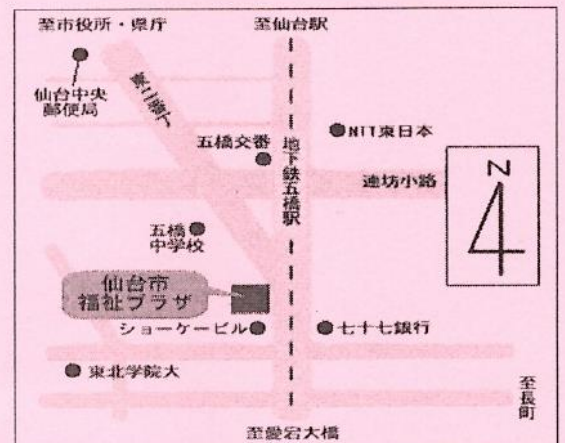 至市役所・県庁
至仙台駅
仙台中央
郵便局
東二番丁
五橋交番
地下鉄五橋駅
NTT東日本
連坊小路
N
五橋
中学校
仙台市
福祉プラザ
ショーケービル
七十七銀行
東北学院大
至長町
至愛宕大橋